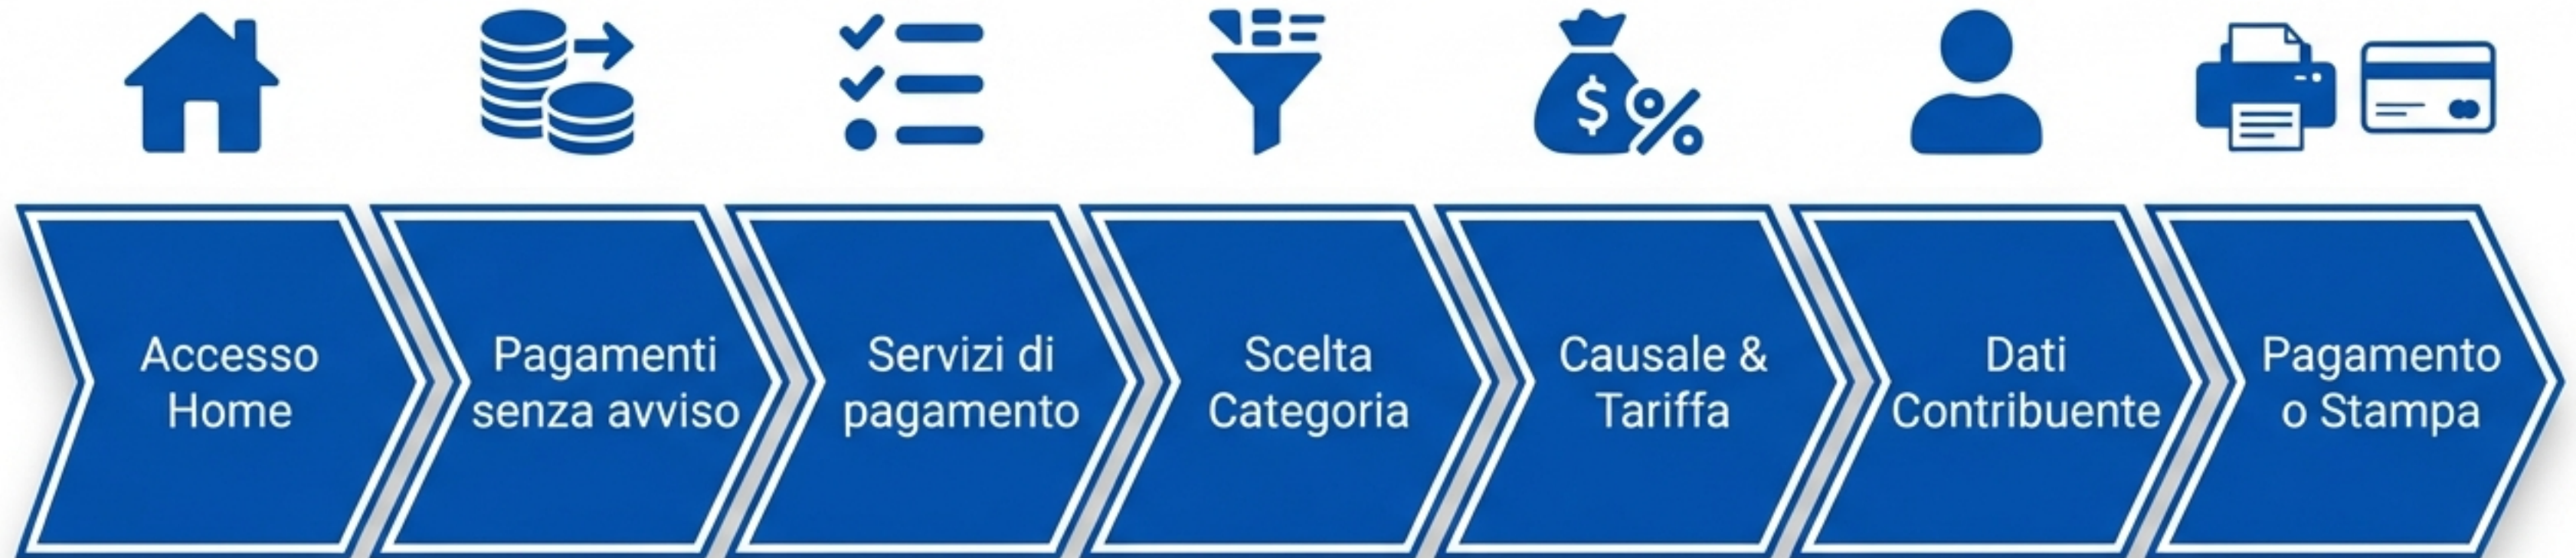 Accesso
Home
Pagamenti
senza avviso
Servizi di
pagamento
Scelta
Categoria
Causale &
Tariffa
Dati
Contribuente
Pagamento
o Stampa
$
%